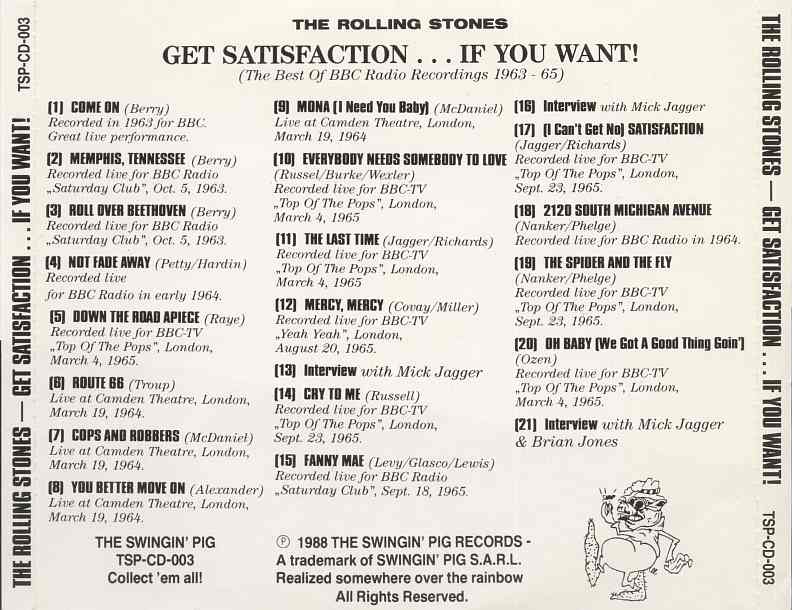 THE ROLLING STONES
GET SATISFACTION . . . IF YOU WANT!
(The Best Of BBC Radio Recordings 1963 - 65)
(1) COME ON (Berry)
Recorded in 1963 for BBC.
Great live performance.
(2) MEMPHIS, TENNESSEE (Berry)
Recorded live for BBC Radio
„Saturday Club”, Oct. 5, 1963.
(3) ROLL OVER BEETHOVEN (Berry)
Recorded live for BBC Radio
„Saturday Club”, Oct. 5, 1963.
(4) NOT FADE AWAY (Petty/Hardin)
Recorded live
for BBC Radio in early 1964.
(5) DOWN THE ROAD APIECE (Raye)
Recorded live for BBC-TV
„Top Of The Pops”, London,
March 4, 1965.
(6) ROUTE 66 (Troup)
Live at Camden Theatre, London,
March 19, 1964.
(7) COPS AND ROBBERS (McDaniel)
Live at Camden Theatre, London,
March 19, 1964.
(8) YOU BETTER MOVE ON (Alexander)
Live at Camden Theatre, London,
March 19, 1964.
(9) MONA (I Need You Baby) (McDaniel)
Live at Camden Theatre, London,
March 19, 1964
(10) EVERYBODY NEEDS SOMEBODY TO LOVE
(Russel/Burke/Wexler)
Recorded live for BBC-TV
„Top Of The Pops”, London,
March 4, 1965
(11) THE LAST TIME (Jagger/Richards)
Recorded live for BBC-TV
„Top Of The Pops”, London,
March 4, 1965
(12) MERCY, MERCY (Covay/Miller)
Recorded live for BBC-TV
„Yeah Yeah”, London,
August 20, 1965.
(13) Interview with Mick Jagger
(14) CRY TO ME (Russell)
Recorded live for BBC-TV
„Top Of The Pops”, London,
Sept. 23, 1965.
(15) FANNY MAE (Levy/Glasco/Lewis)
Recorded live for BBC Radio
„Saturday Club”, Sept. 18, 1965.
(16) Interview with Mick Jagger
(17) (I Can't Get No) SATISFACTION
(Jagger/Richards)
Recorded live for BBC-TV
„Top Of The Pops”, London,
Sept. 23, 1965.
(18) 2120 SOUTH MICHIGAN AVENUE
(Nanker/Phelge)
Recorded live for BBC Radio in 1964.
(19) THE SPIDER AND THE FLY
(Nanker/Phelge)
Recorded live for BBC-TV
„Top Of The Pops”, London,
Sept. 23, 1965.
(20) OH BABY (We Got A Good Thing Goin')
(Ozen)
Recorded live for BBC-TV
„Top Of The Pops”, London,
March 4, 1965.
(21) Interview with Mick Jagger
& Brian Jones
THE SWINGIN' PIG
TSP-CD-003
Collect 'em all!
℗ 1988 THE SWINGIN' PIG RECORDS -
A trademark of SWINGIN' PIG S.A.R.L.
Realized somewhere over the rainbow
All Rights Reserved.
THE ROLLING STONES — GET SATISFACTION . . . IF YOU WANT! TSP-CD-003
THE ROLLING STONES — GET SATISFACTION . . . IF YOU WANT! TSP-CD-003